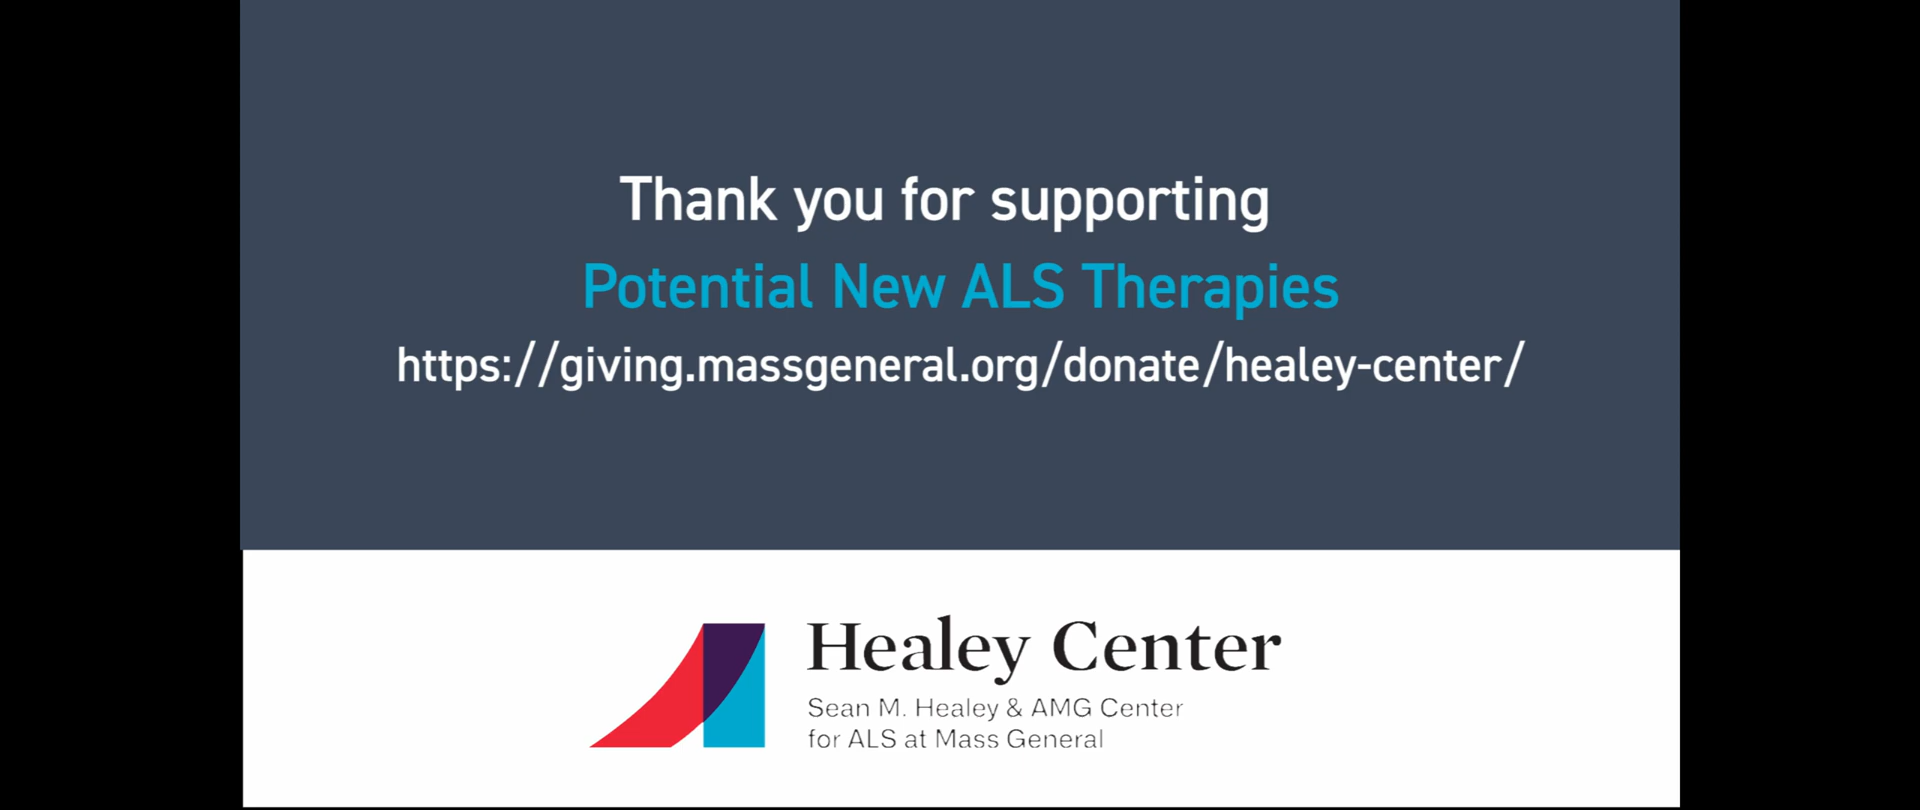 Thank you for supporting
Potential New ALS Therapies
https://giving.massgeneral.org/donate/healey-center/
Healey Center
Sean M. Healey & AMG Center
for ALS at Mass General